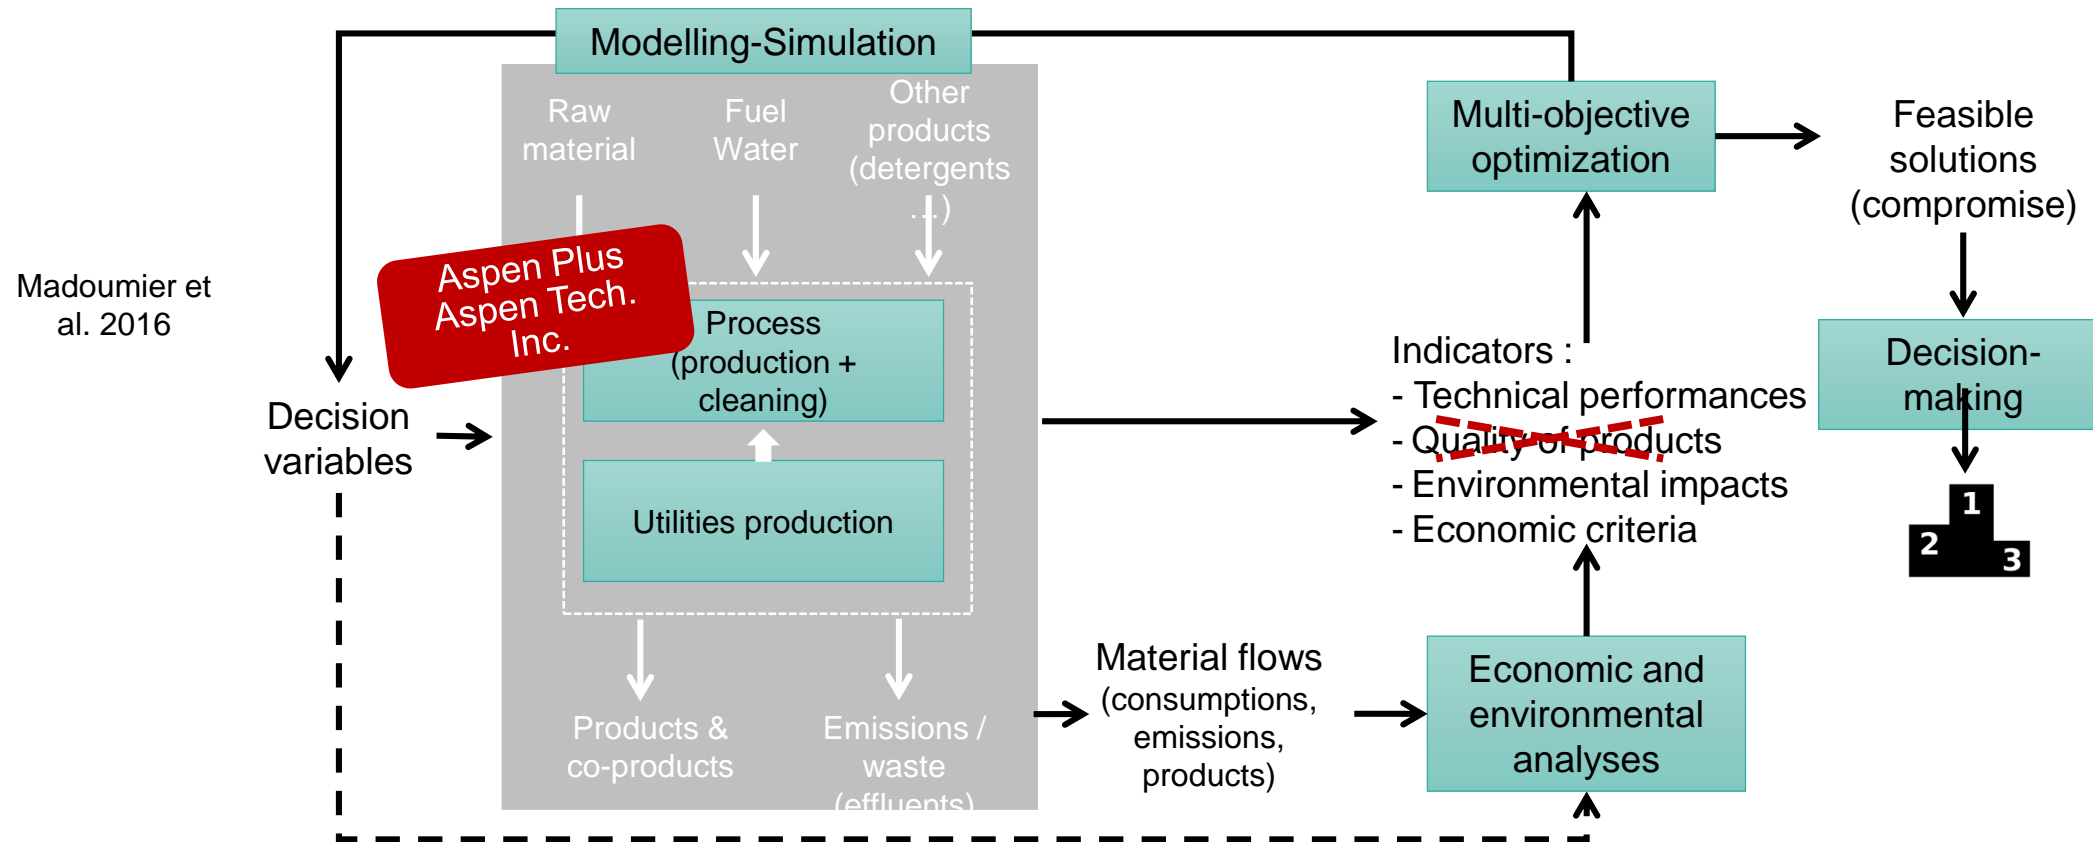 Modelling-Simulation
Raw
material
Fuel
Water
Other
products
(detergents
…)
Multi-objective
optimization
Feasible
solutions
(compromise)
Madoumier et
al. 2016
Aspen Plus
Aspen Tech.
Inc.
Process
(production +
cleaning)
Decision
variables
Utilities production
Indicators :
- Technical performances
- Quality of products
- Environmental impacts
- Economic criteria
Decision-
making
1
2
3
Products &
co-products
Emissions /
waste
(effluents)
Material flows
(consumptions,
emissions,
products)
Economic and
environmental
analyses